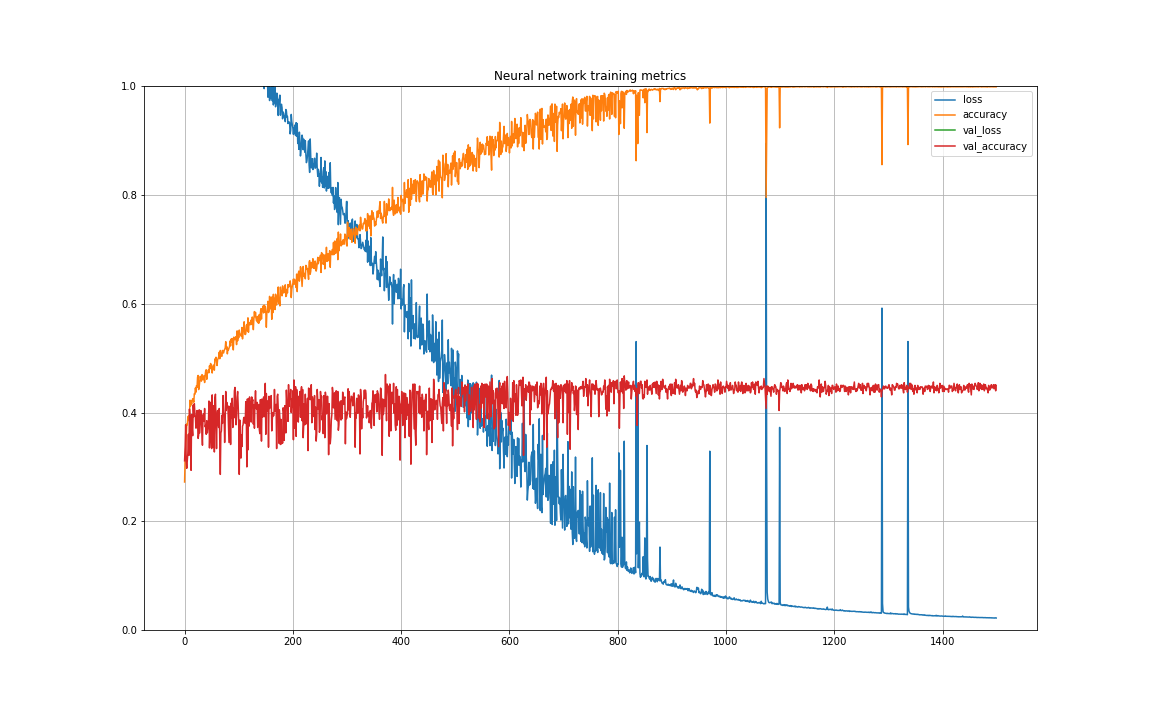 Neural network training metrics
1.0
loss
accuracy
val_loss
val_accuracy
0.8
0.6
0.4
0.2
0.0
0 200 400 600 800 1000 1200 1400